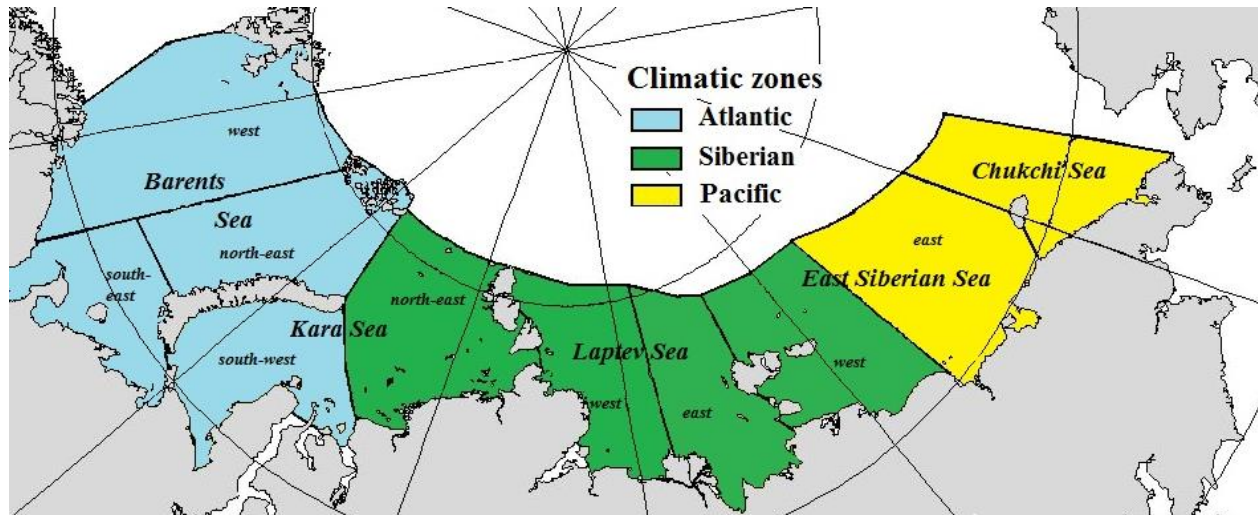 Climatic zones
Atlantic
Siberian
Pacific
west
Barents
Sea
north-east
south-
east
Kara Sea
south-west
north-east
Laptev Sea
west
east
west
East Siberian Sea
east
Chukchi Sea